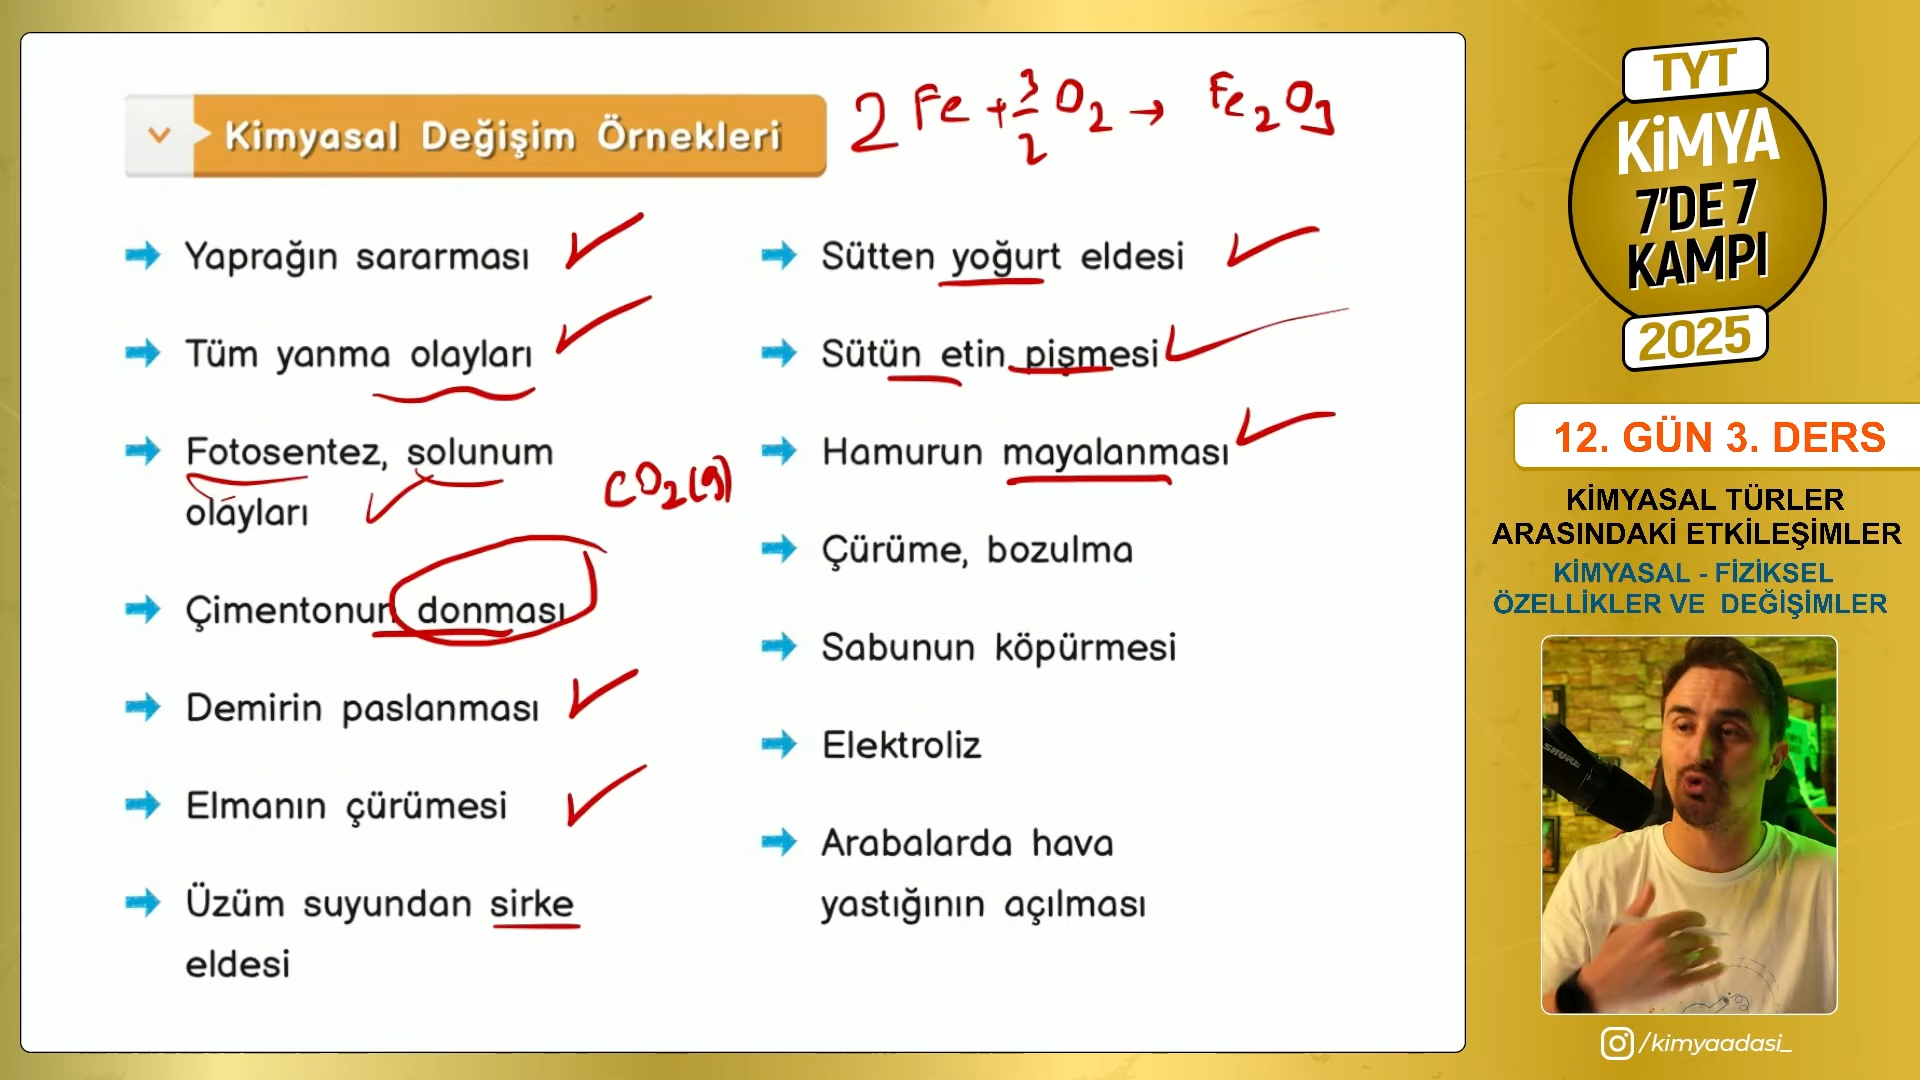 Kimyasal Değişim Örnekleri
2 Fe + 3/2 O2 → Fe2O3
Yaprağın sararması
Tüm yanma olayları
Fotosentez, solunum
olayları
CO2(g)
Çimentonun donması
Demirin paslanması
Elmanın çürümesi
Üzüm suyundan sirke
eldesi
Sütten yoğurt eldesi
Sütün etin pişmesi
Hamurun mayalanması
Çürüme, bozulma
Sabunun köpürmesi
Elektroliz
Arabalarda hava
yastığının açılması
TYT
KİMYA
7'DE 7
KAMPI
2025
12. GÜN 3. DERS
KİMYASAL TÜRLER
ARASINDAKİ ETKİLEŞİMLER
KİMYASAL - FİZİKSEL
ÖZELLİKLER VE DEĞİŞİMLER
SHURE
/kimyaadasi_